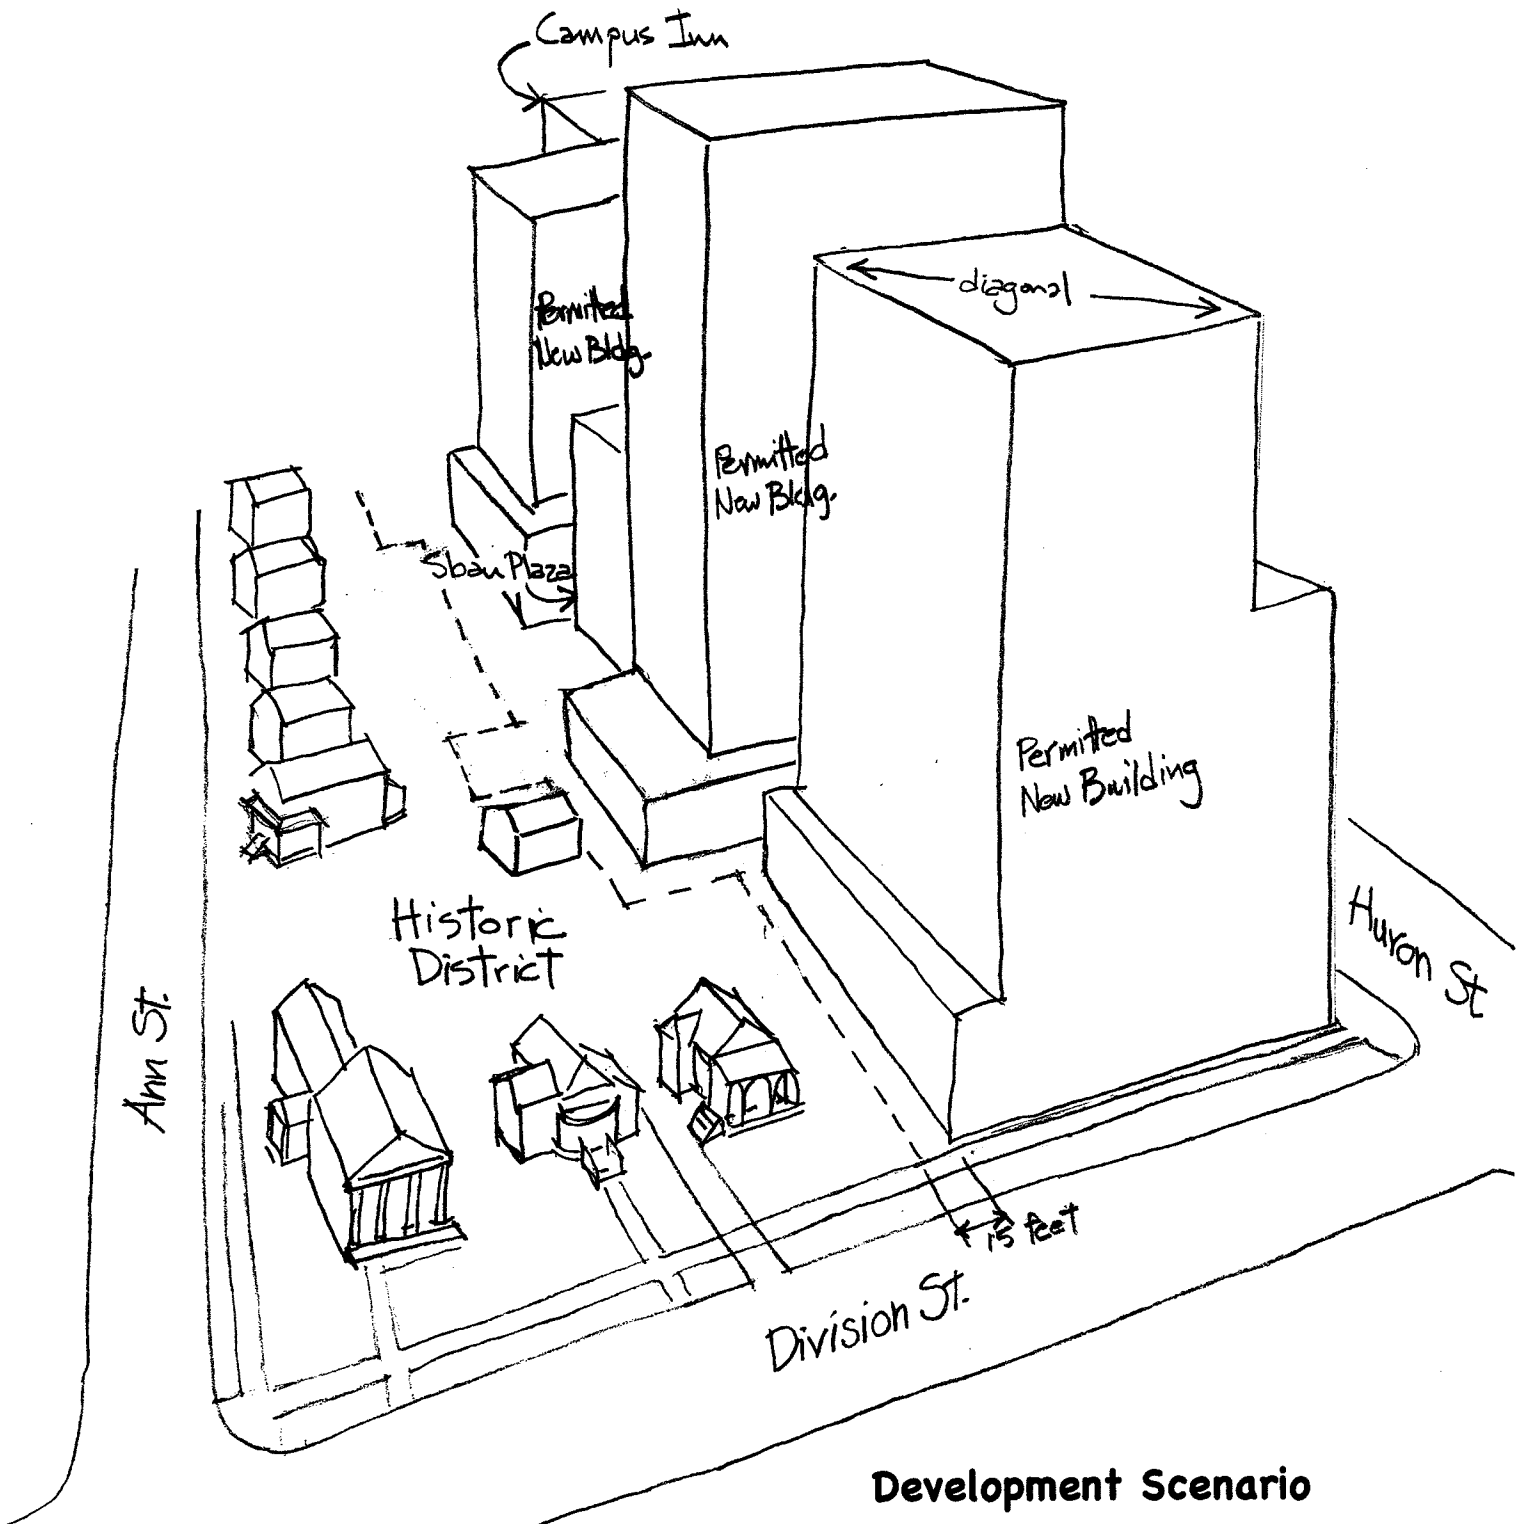 Campus Inn
diagonal
Permitted
New Bldg.
Permitted
New Bldg.
Sloan Plaza
Permitted
New Building
Huron St
Historic
District
Ann St.
15 feet
Division St.
Development Scenario